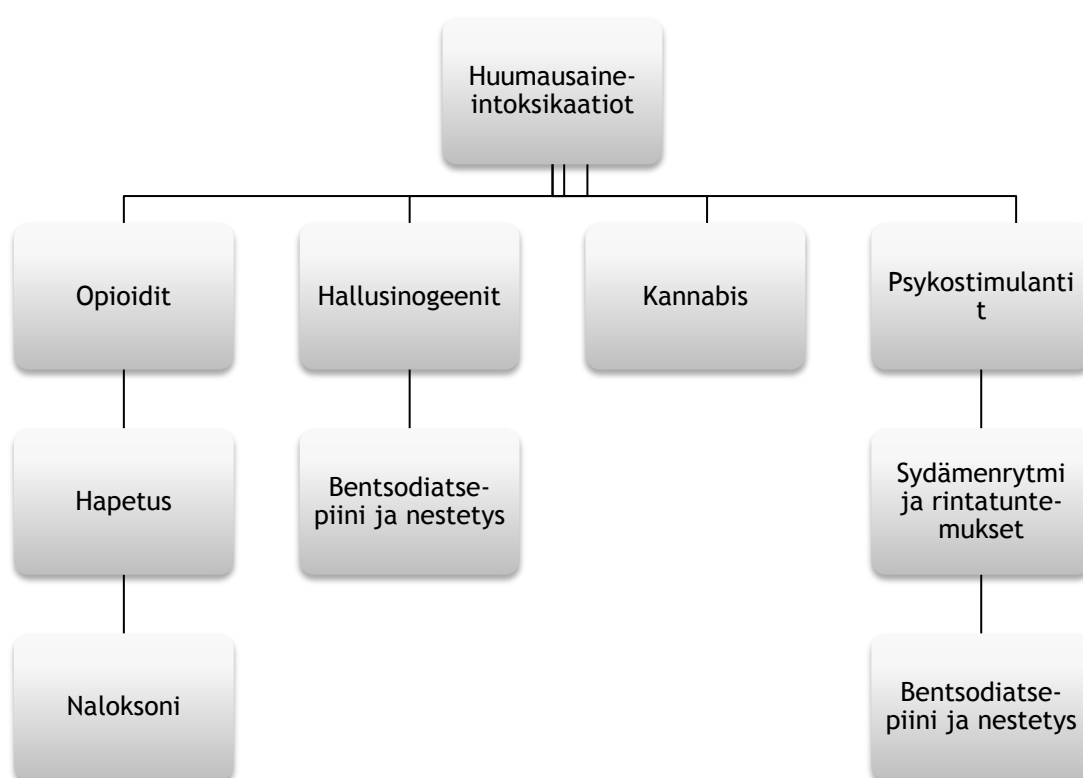 Huumausaine-
intoksikaatiot
Opioidit
Hallusinogeenit
Kannabis
Psykostimulanti
t
Hapetus
Bentsodiatse-
piini ja nestetys
Sydämenrytmi
ja rintatunte-
mukset
Naloksoni
Bentsodiatse-
piini ja nestetys